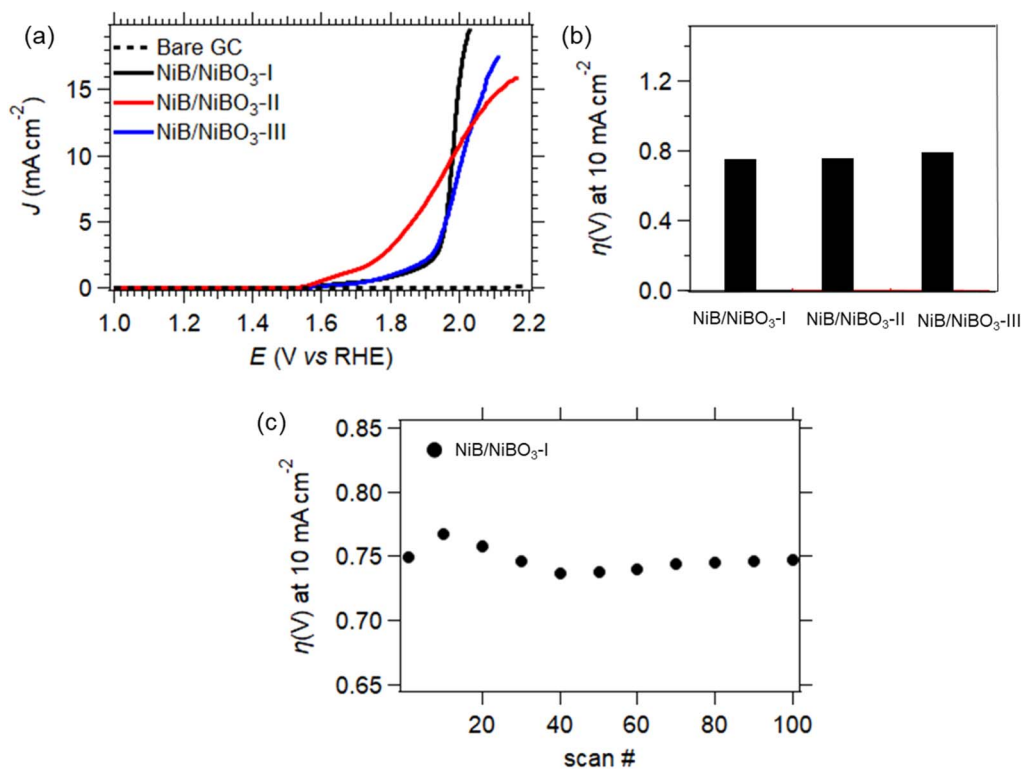 (a)
Bare GC
NiB/NiBO₃-I
NiB/NiBO₃-II
NiB/NiBO₃-III
J (mA cm⁻²)
15
10
5
0
1.0 1.2 1.4 1.6 1.8 2.0 2.2
E (V vs RHE)
(b)
η(V) at 10 mA cm⁻²
1.2
0.8
0.4
0.0
NiB/NiBO₃-I NiB/NiBO₃-II NiB/NiBO₃-III
(c)
NiB/NiBO₃-I
η(V) at 10 mA cm⁻²
0.85
0.80
0.75
0.70
0.65
20 40 60 80 100
scan #